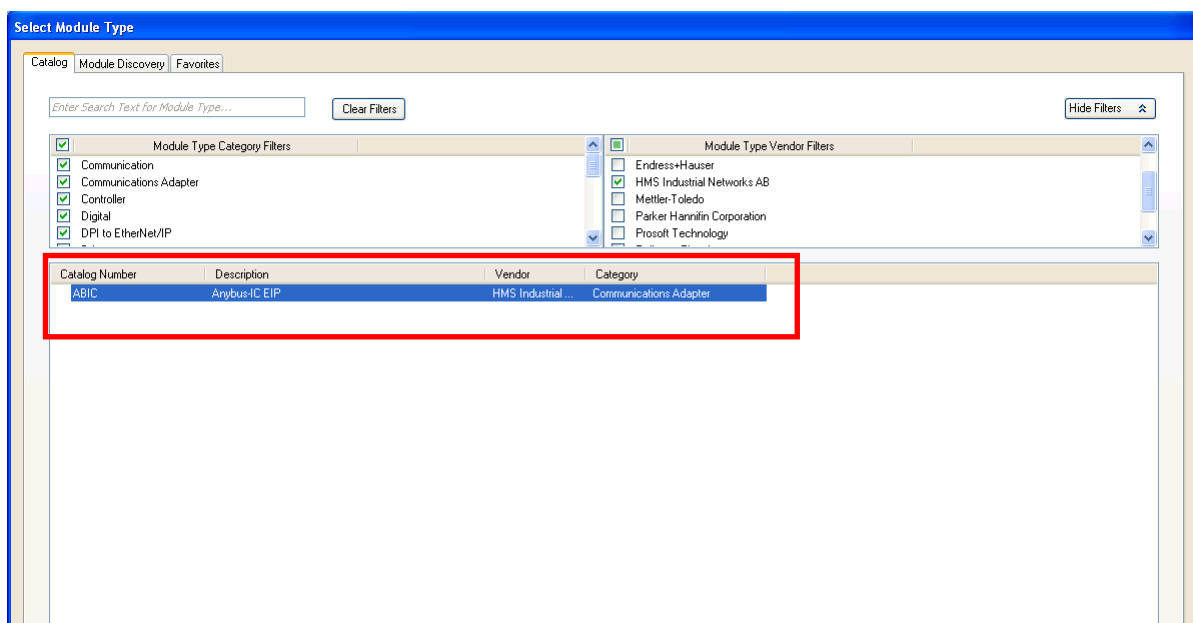 Select Module Type
Catalog Module Discovery Favorites
Enter Search Text for Module Type... Clear Filters Hide Filters
Module Type Category Filters Module Type Vendor Filters
Communication Endress+Hauser
Communications Adapter HMS Industrial Networks AB
Controller Mettler-Toledo
Digital Parker Hannifin Corporation
DPI to EtherNet/IP Prosoft Technology
Catalog Number Description Vendor Category
ABIC Anybus-IC EIP HMS Industrial ... Communications Adapter